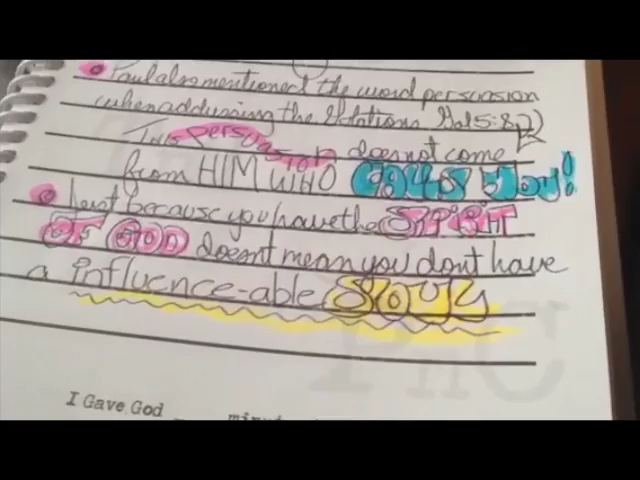 Paul also mentioned the word persuasion
when addressing the Galations Gal 5:8
This persuasion does not come
from HIM WHO CALLS YOU!
Just because you have the SPIRIT
OF GOD doesn't mean you don't have
a influence-able SOUL
I Gave God